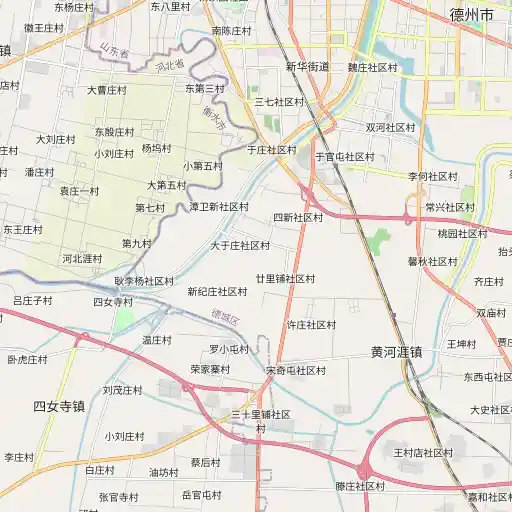 东杨庄村
东八里村
徽王庄村
南陈庄村
德州市
山东省
河北省
新华街道
魏庄社区村
店村
大曹庄村
东第三村
三七社区村
衡水市
东殷庄村
双河社区村
大刘庄村
杨坞村
小刘庄村
于庄社区村
于官屯社区村
小第五村
潘庄村
李何社区村
袁庄一村
大第五村
第七村
漳卫新社区村
常兴社区村
四新社区村
东王庄村
桃园社区村
第九村
大于庄社区村
抬头
河北涯村
馨秋社区村
耿李杨社区村
廿里铺社区村
齐庄村
吕庄子村
四女寺村
新纪庄社区村
双庙村
德城区
许庄社区村
温庄村
王坤村
贾庄
罗小屯村
黄河涯镇
卧虎庄村
荣家寨村
宋奇屯社区村
东西屯社区村
刘茂庄村
四女寺镇
三十里铺社区村
大史社区村
小刘庄村
王村店社区村
李庄村
蔡后村
白庄村
油坊村
滕庄社区村
张官寺村
岳官屯村
嘉和社区村